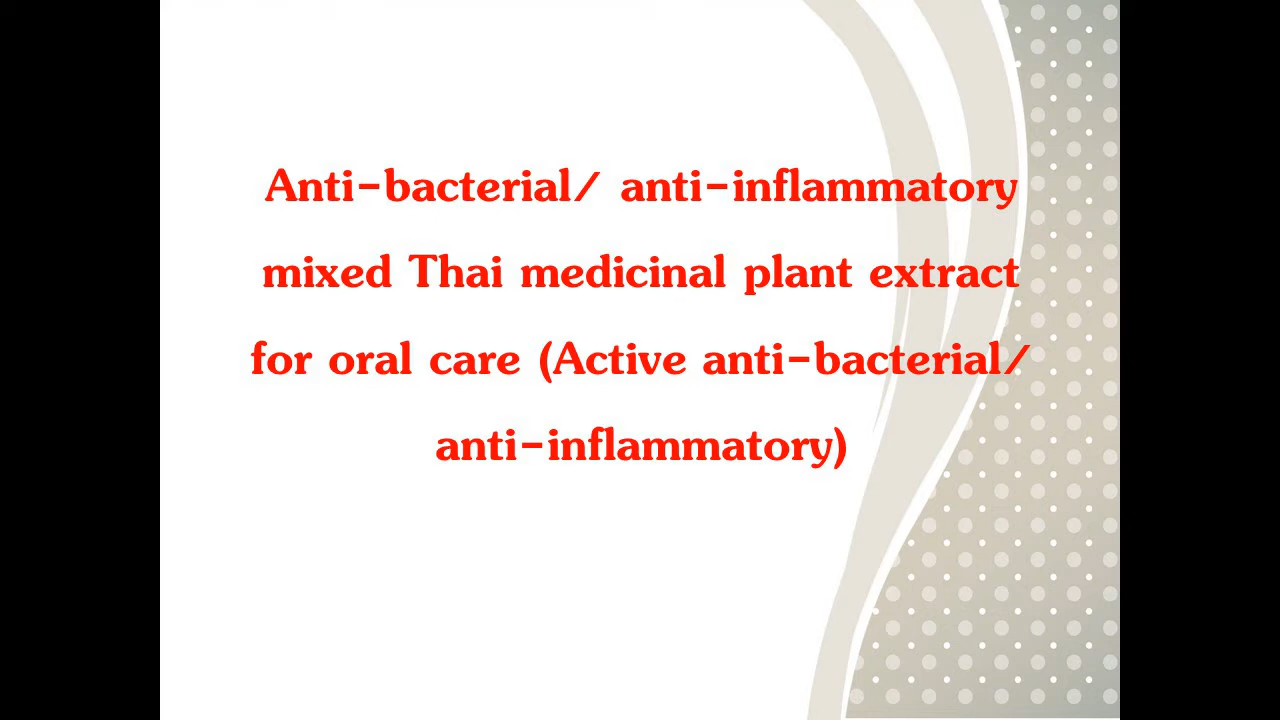 Anti-bacterial/ anti-inflammatory
mixed Thai medicinal plant extract
for oral care (Active anti-bacterial/
anti-inflammatory)